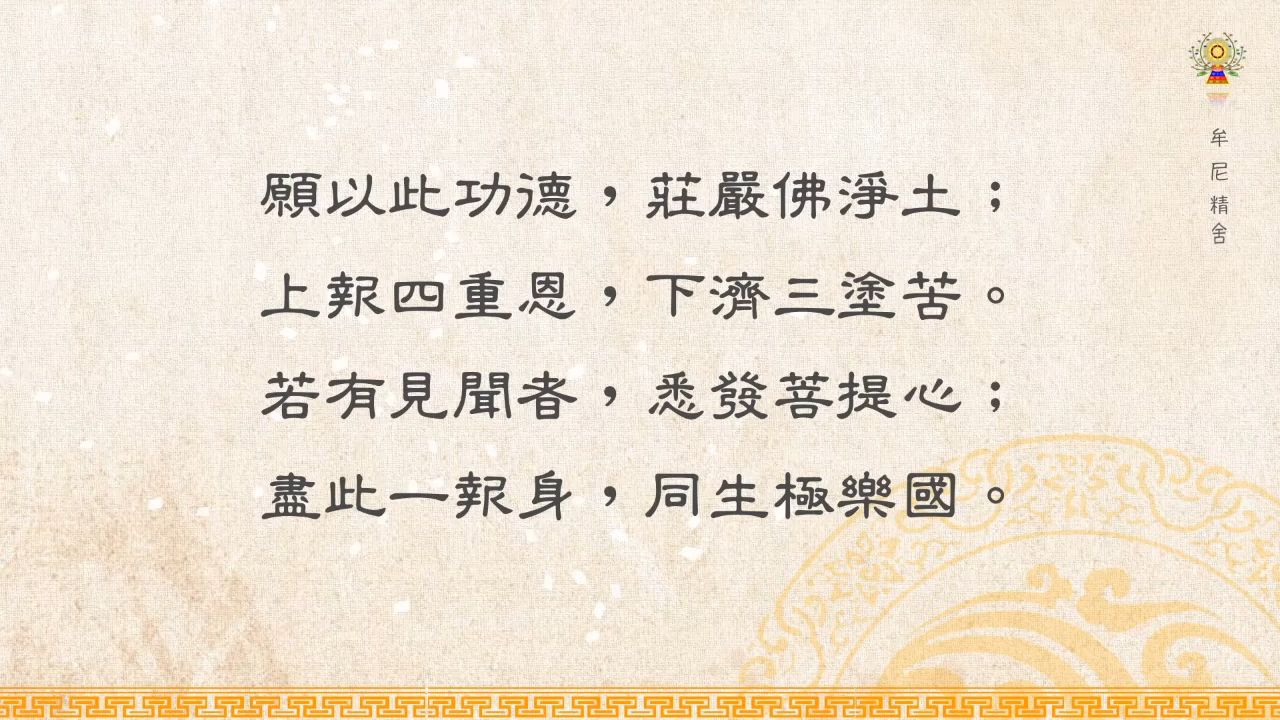 願以此功德，莊嚴佛淨土；
上報四重恩，下濟三塗苦。
若有見聞者，悉發菩提心；
盡此一報身，同生極樂國。
牟尼精舍